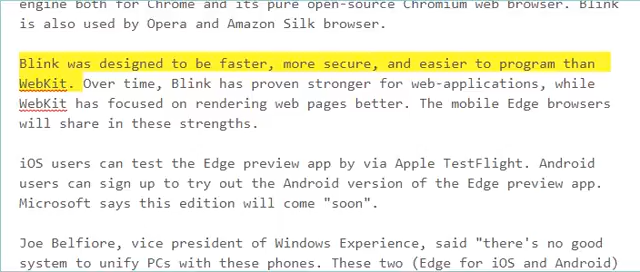 engine both for Chrome and its pure open-source Chromium web browser. Blink
is also used by Opera and Amazon Silk browser.
Blink was designed to be faster, more secure, and easier to program than
WebKit. Over time, Blink has proven stronger for web-applications, while
WebKit has focused on rendering web pages better. The mobile Edge browsers
will share in these strengths.
iOS users can test the Edge preview app by via Apple TestFlight. Android
users can sign up to try out the Android version of the Edge preview app.
Microsoft says this edition will come "soon".
Joe Belfiore, vice president of Windows Experience, said "there's no good
system to unify PCs with these phones. These two (Edge for iOS and Android)